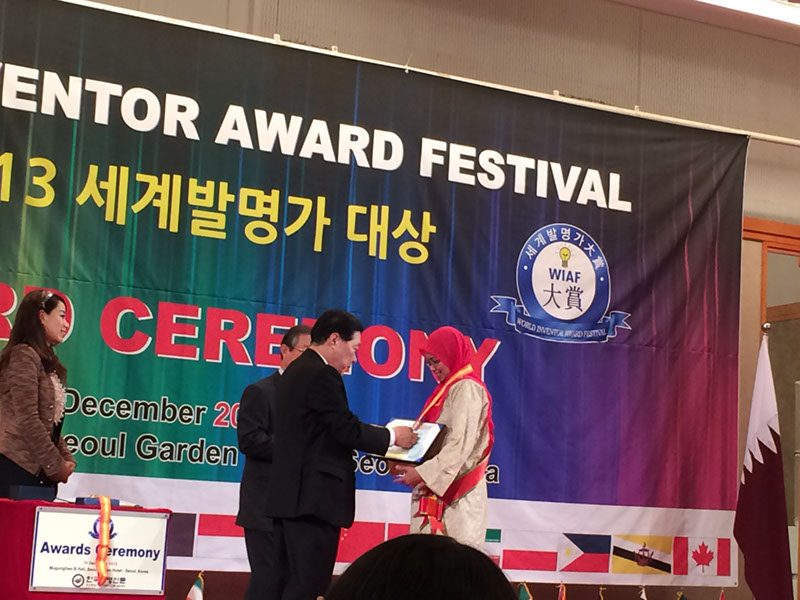 VENTOR AWARD FESTIVAL
13 세계발명가 대상
RD CEREMONY
세계발명가大賞
WIAF
大賞
WORLD INVENTOR AWARD FESTIVAL
December 20
eoul Garden
Awards Ceremony